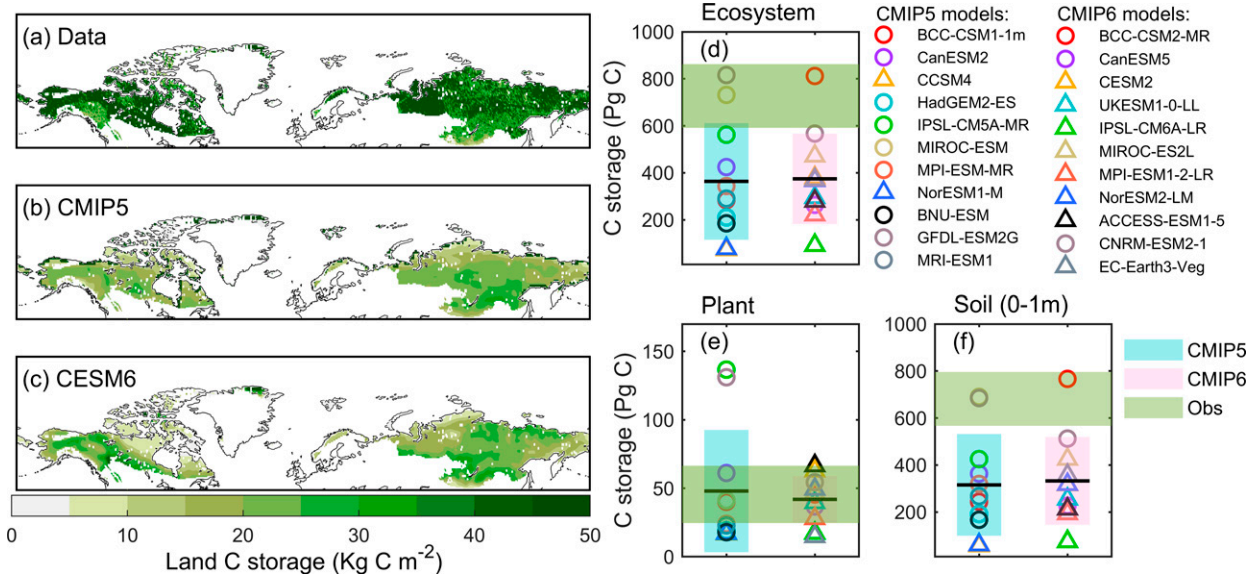 (a) Data
(b) CMIP5
(c) CESM6
0 10 20 30 40 50
Land C storage (Kg C m-2)
Ecosystem
(d)
1000
800
600
400
200
C storage (Pg C)
CMIP5 models:
BCC-CSM1-1m
CanESM2
CCSM4
HadGEM2-ES
IPSL-CM5A-MR
MIROC-ESM
MPI-ESM-MR
NorESM1-M
BNU-ESM
GFDL-ESM2G
MRI-ESM1
CMIP6 models:
BCC-CSM2-MR
CanESM5
CESM2
UKESM1-0-LL
IPSL-CM6A-LR
MIROC-ES2L
MPI-ESM1-2-LR
NorESM2-LM
ACCESS-ESM1-5
CNRM-ESM2-1
EC-Earth3-Veg
Plant
(e)
150
100
50
0
C storage (Pg C)
Soil (0-1m)
(f)
1000
800
600
400
200
CMIP5
CMIP6
Obs